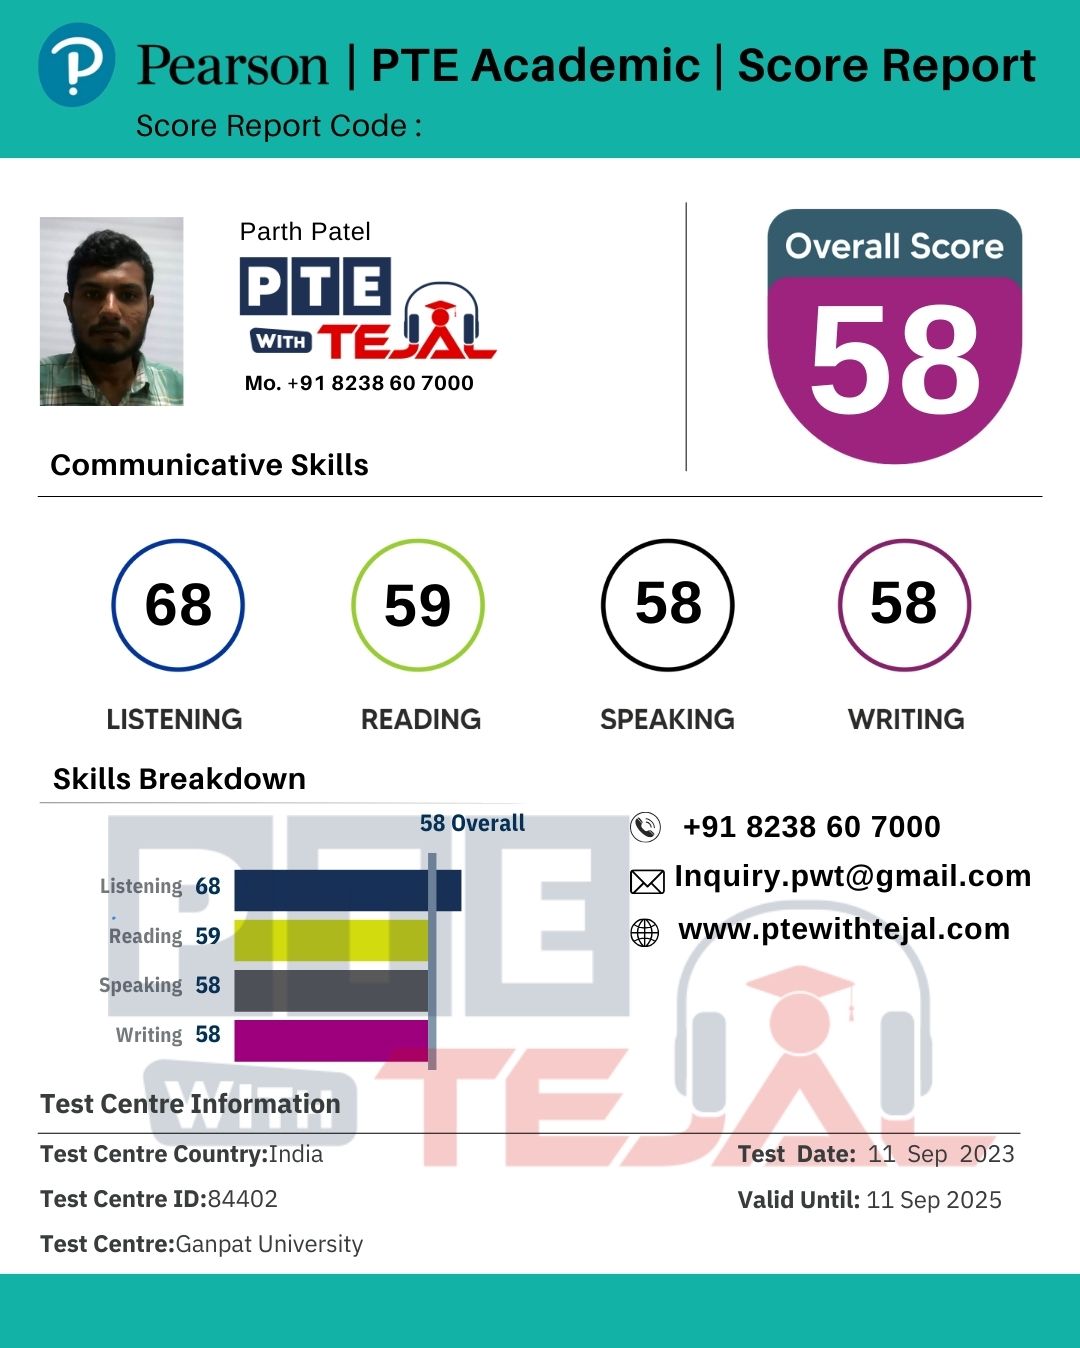 Pearson | PTE Academic | Score Report
Score Report Code :
Parth Patel
PTE
WITH TEJAL
Mo. +91 8238 60 7000
Overall Score
58
Communicative Skills
68 59 58 58
LISTENING READING SPEAKING WRITING
Skills Breakdown
58 Overall
Listening 68
Reading 59
Speaking 58
Writing 58
+91 8238 60 7000
Inquiry.pwt@gmail.com
www.ptewithtejal.com
PTE
WITH TEJAL
Test Centre Information
Test Centre Country:India
Test Date: 11 Sep 2023
Test Centre ID:84402
Valid Until: 11 Sep 2025
Test Centre:Ganpat University